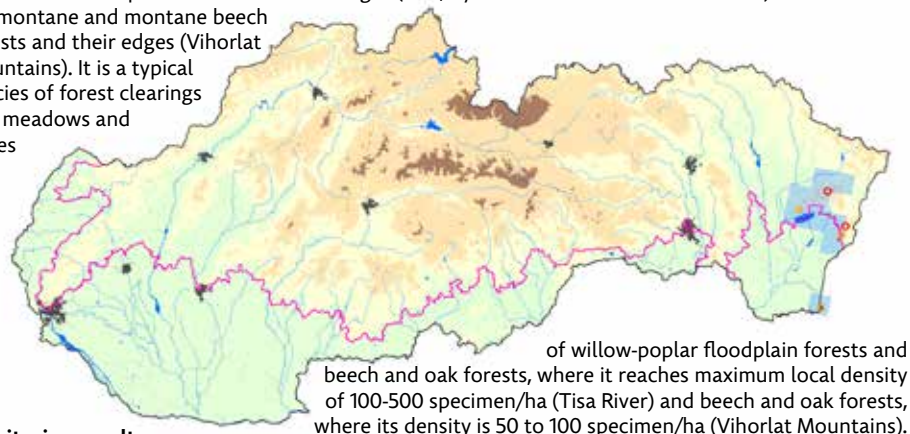 montane and montane beech
sts and their edges (Vihorlat
untains). It is a typical
cies of forest clearings
meadows and
es
of willow-poplar floodplain forests and
beech and oak forests, where it reaches maximum local density
of 100-500 specimen/ha (Tisa River) and beech and oak forests,
where its density is 50 to 100 specimen/ha (Vihorlat Mountains).